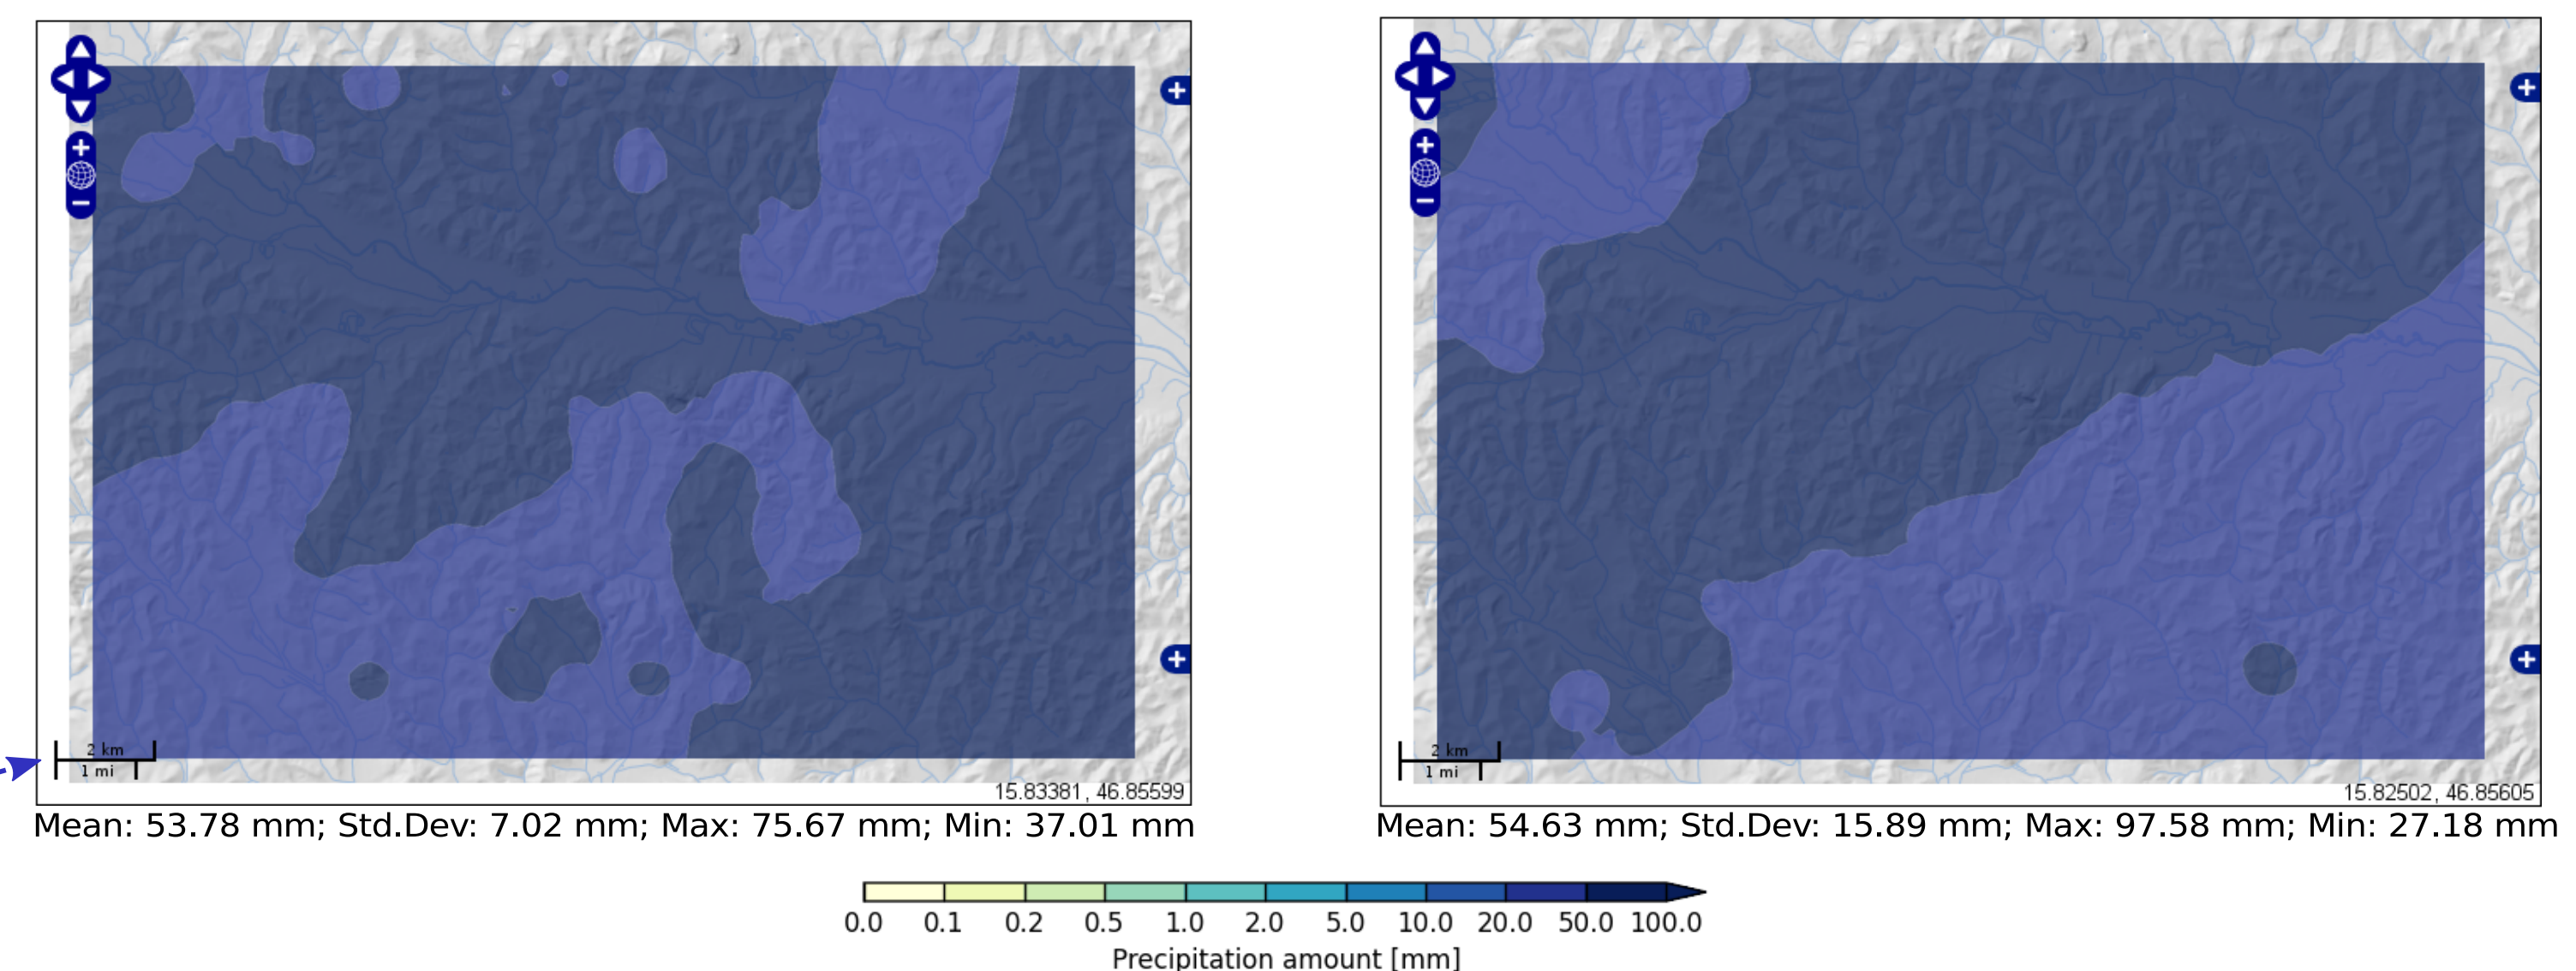 2 km
1 mi
15.83381, 46.85599
Mean: 53.78 mm; Std.Dev: 7.02 mm; Max: 75.67 mm; Min: 37.01 mm
2 km
1 mi
15.82502, 46.85605
Mean: 54.63 mm; Std.Dev: 15.89 mm; Max: 97.58 mm; Min: 27.18 mm
0.0 0.1 0.2 0.5 1.0 2.0 5.0 10.0 20.0 50.0 100.0
Precipitation amount [mm]